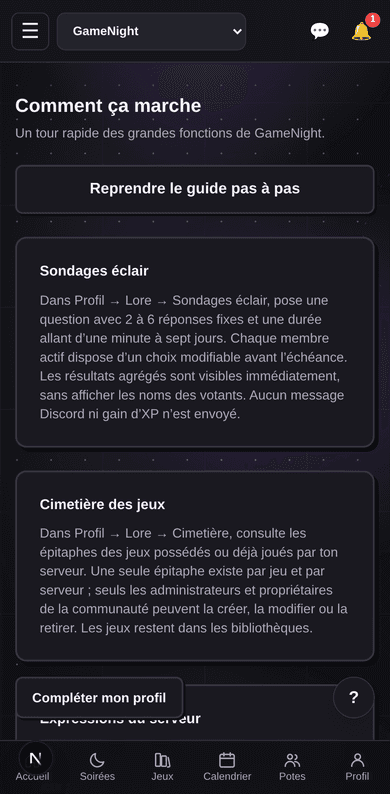 GameNight
1
Comment ça marche
Un tour rapide des grandes fonctions de GameNight.
Reprendre le guide pas à pas
Sondages éclair
Dans Profil → Lore → Sondages éclair, pose une
question avec 2 à 6 réponses fixes et une durée
allant d’une minute à sept jours. Chaque membre
actif dispose d’un choix modifiable avant l’échéance.
Les résultats agrégés sont visibles immédiatement,
sans afficher les noms des votants. Aucun message
Discord ni gain d’XP n’est envoyé.
Cimetière des jeux
Dans Profil → Lore → Cimetière, consulte les
épitaphes des jeux possédés ou déjà joués par ton
serveur. Une seule épitaphe existe par jeu et par
serveur ; seuls les administrateurs et propriétaires
de la communauté peuvent la créer, la modifier ou la
retirer. Les jeux restent dans les bibliothèques.
Compléter mon profil
?
Expressions du serveur
N
Accueil
Soirées
Jeux
Calendrier
Potes
Profil